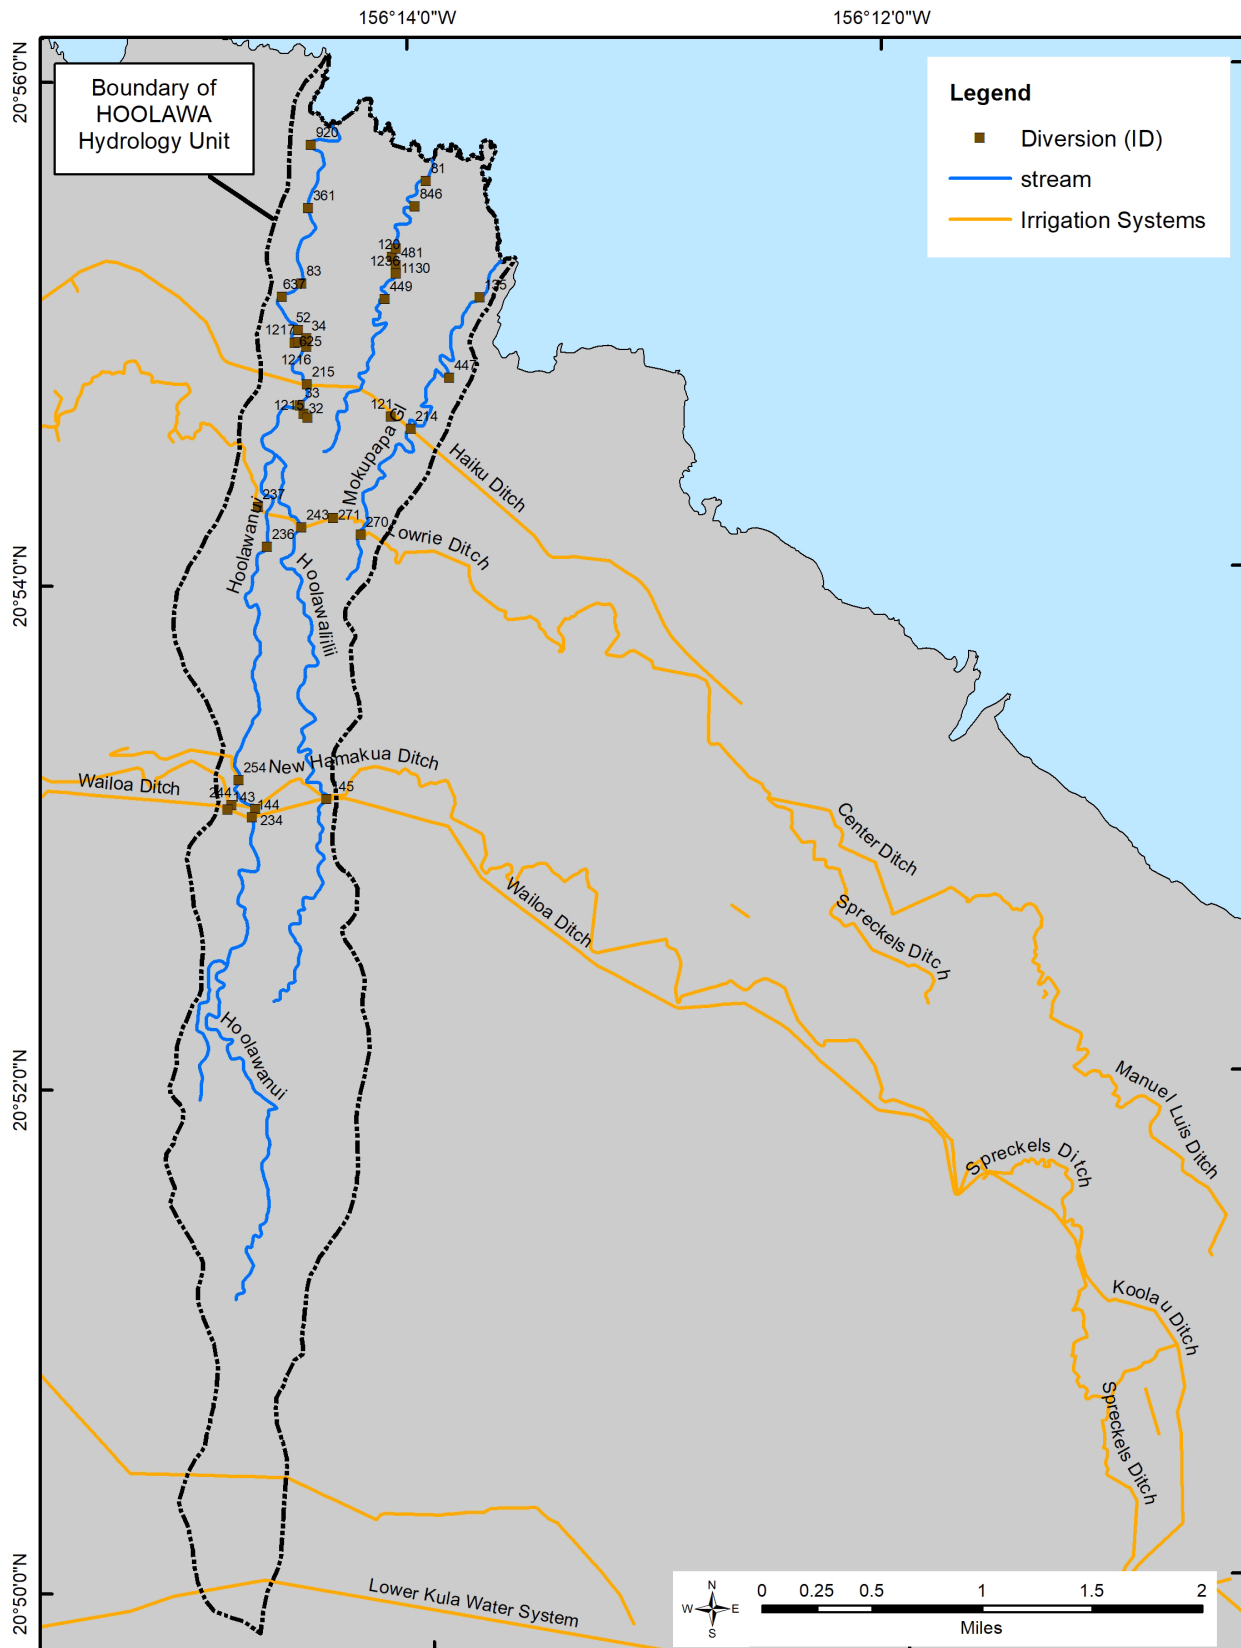 156°14'0"W
156°12'0"W
20°56'0"N
20°54'0"N
20°52'0"N
20°50'0"N
Boundary of
HOOLAWA
Hydrology Unit
Legend
Diversion (ID)
stream
Irrigation Systems
920
81
361
846
120
481
1236
1130
83
637
449
135
52
34
1217
625
1216
215
447
33
1215
32
121
214
Mokupapa Gl
Haiku Ditch
237
243
271
270
236
Lowrie Ditch
Hoolawanui
Hoolawaliilii
254
New Hamakua Ditch
Wailoa Ditch
244
143
144
145
234
Center Ditch
Wailoa Ditch
Spreckels Ditch
Hoolawanui
Manuel Luis Ditch
Spreckels Ditch
Koolau Ditch
Spreckels Ditch
Lower Kula Water System
N
W
E
S
0
0.25
0.5
1
1.5
2
Miles